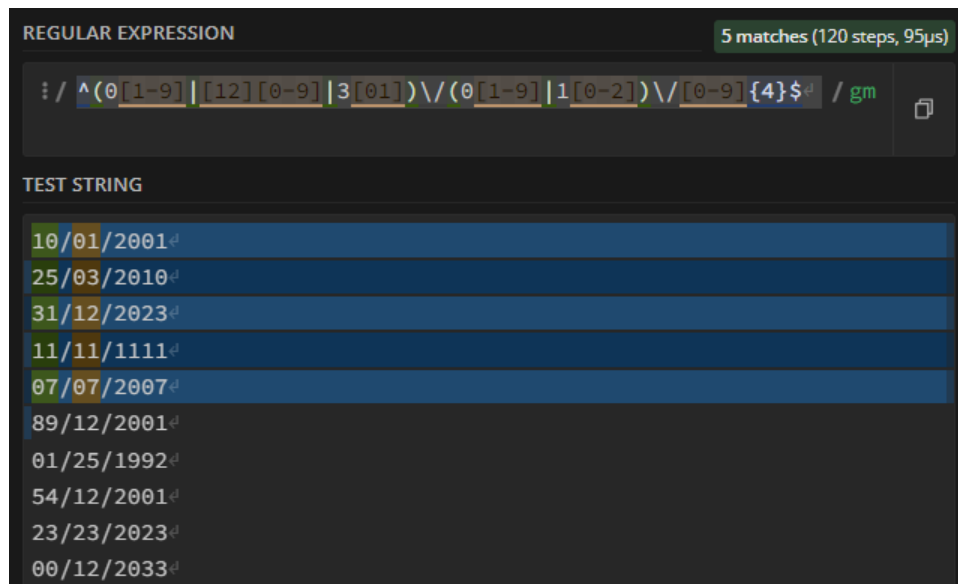 REGULAR EXPRESSION
5 matches (120 steps, 95µs)
⋮/ ^(0[1-9]|[12][0-9]|3[01])\/(0[1-9]|1[0-2])\/[0-9]{4}$↵ / gm
TEST STRING
10/01/2001↵
25/03/2010↵
31/12/2023↵
11/11/1111↵
07/07/2007↵
89/12/2001↵
01/25/1992↵
54/12/2001↵
23/23/2023↵
00/12/2033↵